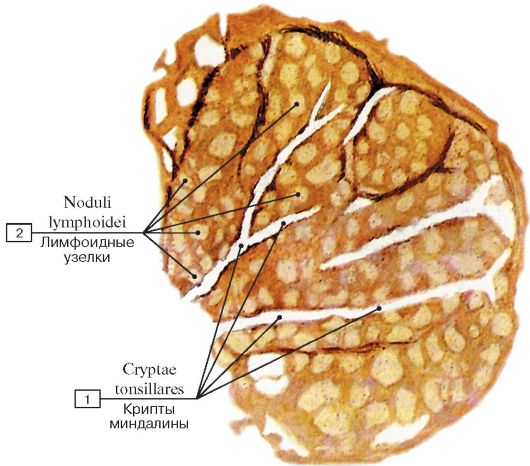 Noduli
lymphoidei
2
Лимфоидные
узелки
Cryptae
tonsillares
1
Крипты
миндалины